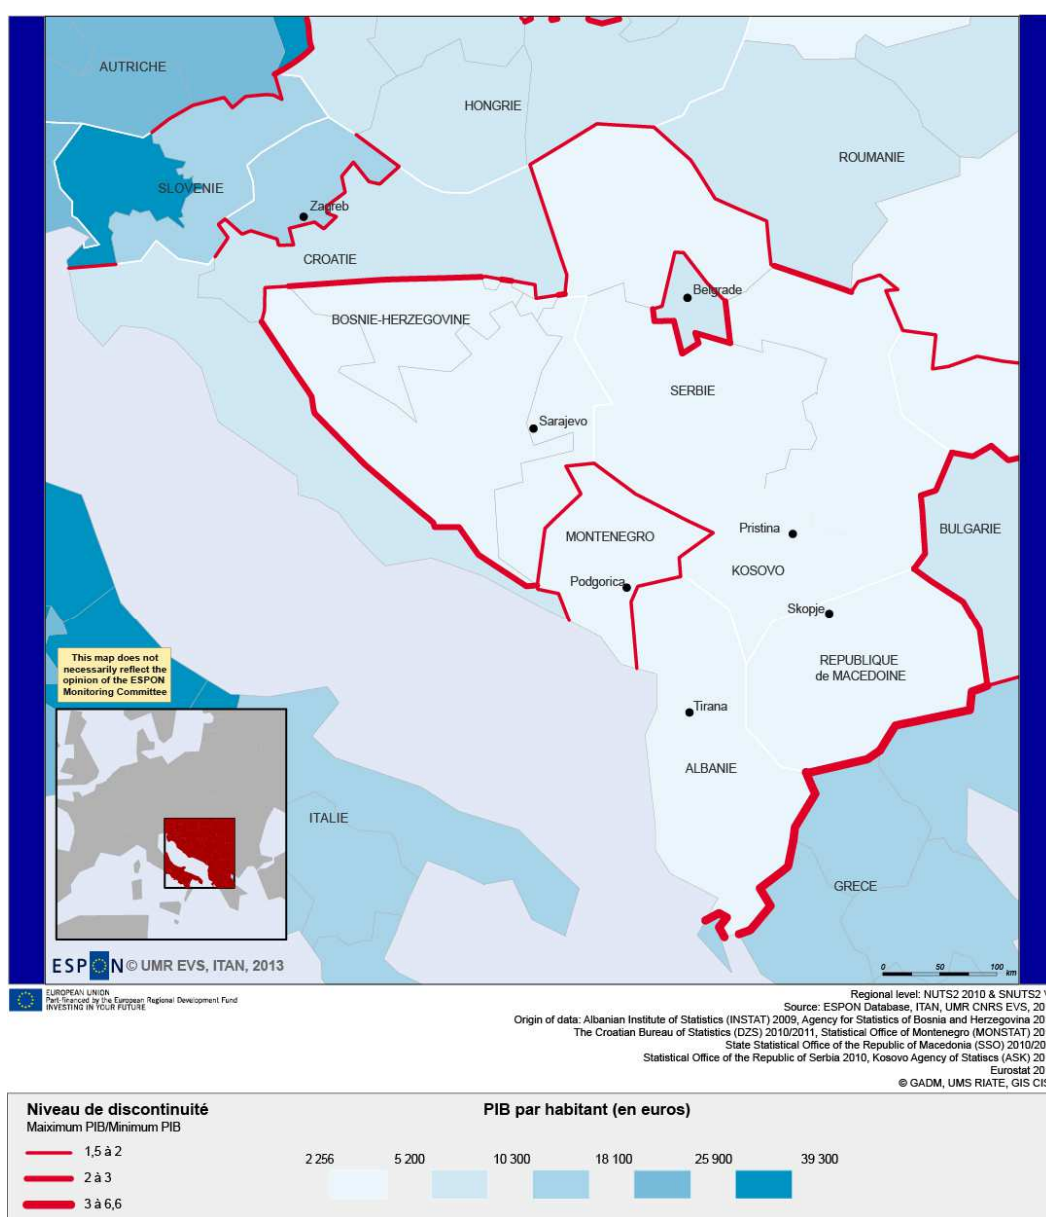 AUTRICHE
HONGRIE
ROUMANIE
SLOVENIE
Zagreb
CROATIE
Belgrade
BOSNIE-HERZEGOVINE
SERBIE
Sarajevo
MONTENEGRO
Pristina
BULGARIE
KOSOVO
Podgorica
Skopje
REPUBLIQUE
de MACEDOINE
Tirana
ALBANIE
ITALIE
GRECE
This map does not
necessarily reflect the
opinion of the ESPON
Monitoring Committee
ESPON © UMR EVS, ITAN, 2013
0 50 100
km
EUROPEAN UNION
Part-financed by the European Regional Development Fund
INVESTING IN YOUR FUTURE
Regional level: NUTS2 2010 & SNUTS2
Source: ESPON Database, ITAN, UMR CNRS EVS, 20
Origin of data: Albanian Institute of Statistics (INSTAT) 2009, Agency for Statistics of Bosnia and Herzegovina 20
The Croatian Bureau of Statistics (DZS) 2010/2011, Statistical Office of Montenegro (MONSTAT) 20
State Statistical Office of the Republic of Macedonia (SSO) 2010/20
Statistical Office of the Republic of Serbia 2010, Kosovo Agency of Statiscs (ASK) 20
Eurostat 20
© GADM, UMS RIATE, GIS CIS
Niveau de discontinuité
Maiximum PIB/Minimum PIB
1,5 à 2
2 à 3
3 à 6,6
PIB par habitant (en euros)
2 256 5 200 10 300 18 100 25 900 39 300